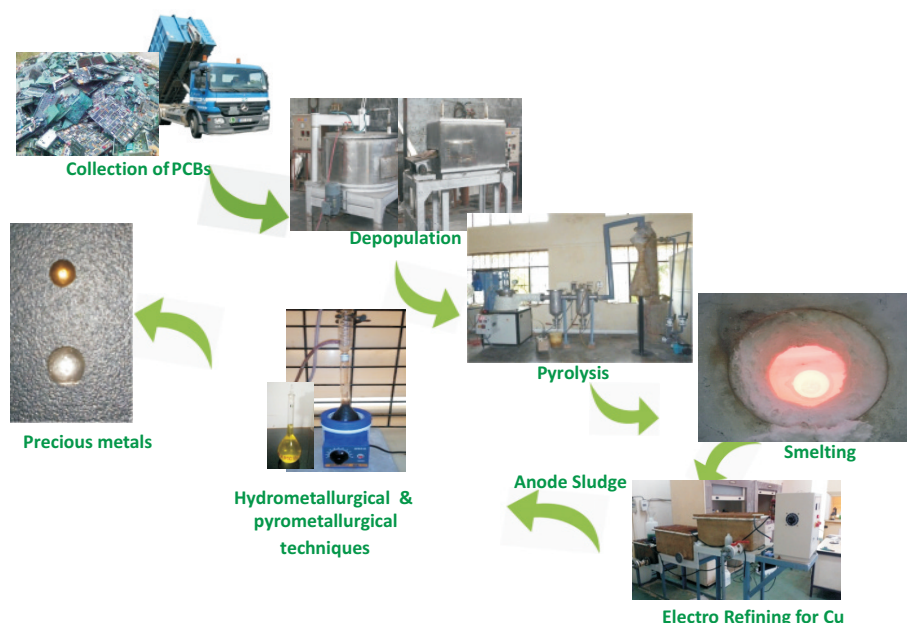 Collection of PCBs
Depopulation
Pyrolysis
Smelting
Electro Refining for Cu
Anode Sludge
Hydrometallurgical &
pyrometallurgical
techniques
Precious metals